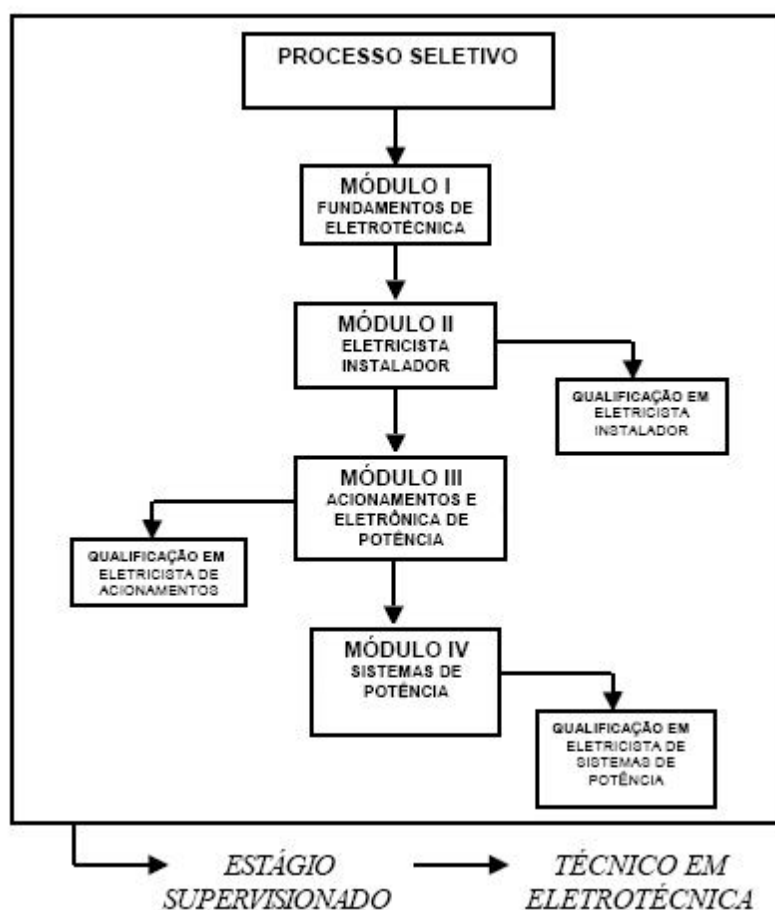 PROCESSO SELETIVO
MÓDULO I
FUNDAMENTOS DE
ELETROTÉCNICA
MÓDULO II
ELETRICISTA
INSTALADOR
QUALIFICAÇÃO EM
ELETRICISTA
INSTALADOR
MÓDULO III
ACIONAMENTOS E
ELETRÔNICA DE
POTÊNCIA
QUALIFICAÇÃO EM
ELETRICISTA DE
ACIONAMENTOS
MÓDULO IV
SISTEMAS DE
POTÊNCIA
QUALIFICAÇÃO EM
ELETRICISTA DE
SISTEMAS DE
POTÊNCIA
ESTÁGIO
SUPERVISIONADO
TÉCNICO EM
ELETROTÉCNICA